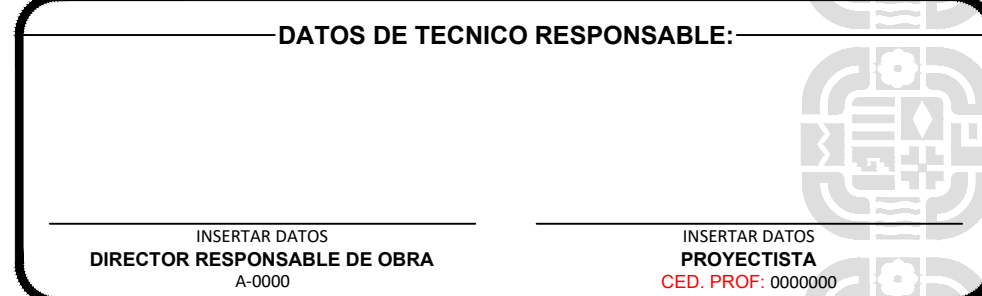 DATOS DE TECNICO RESPONSABLE:
INSERTAR DATOS
DIRECTOR RESPONSABLE DE OBRA
A-0000
INSERTAR DATOS
PROYECTISTA
CED. PROF: 0000000